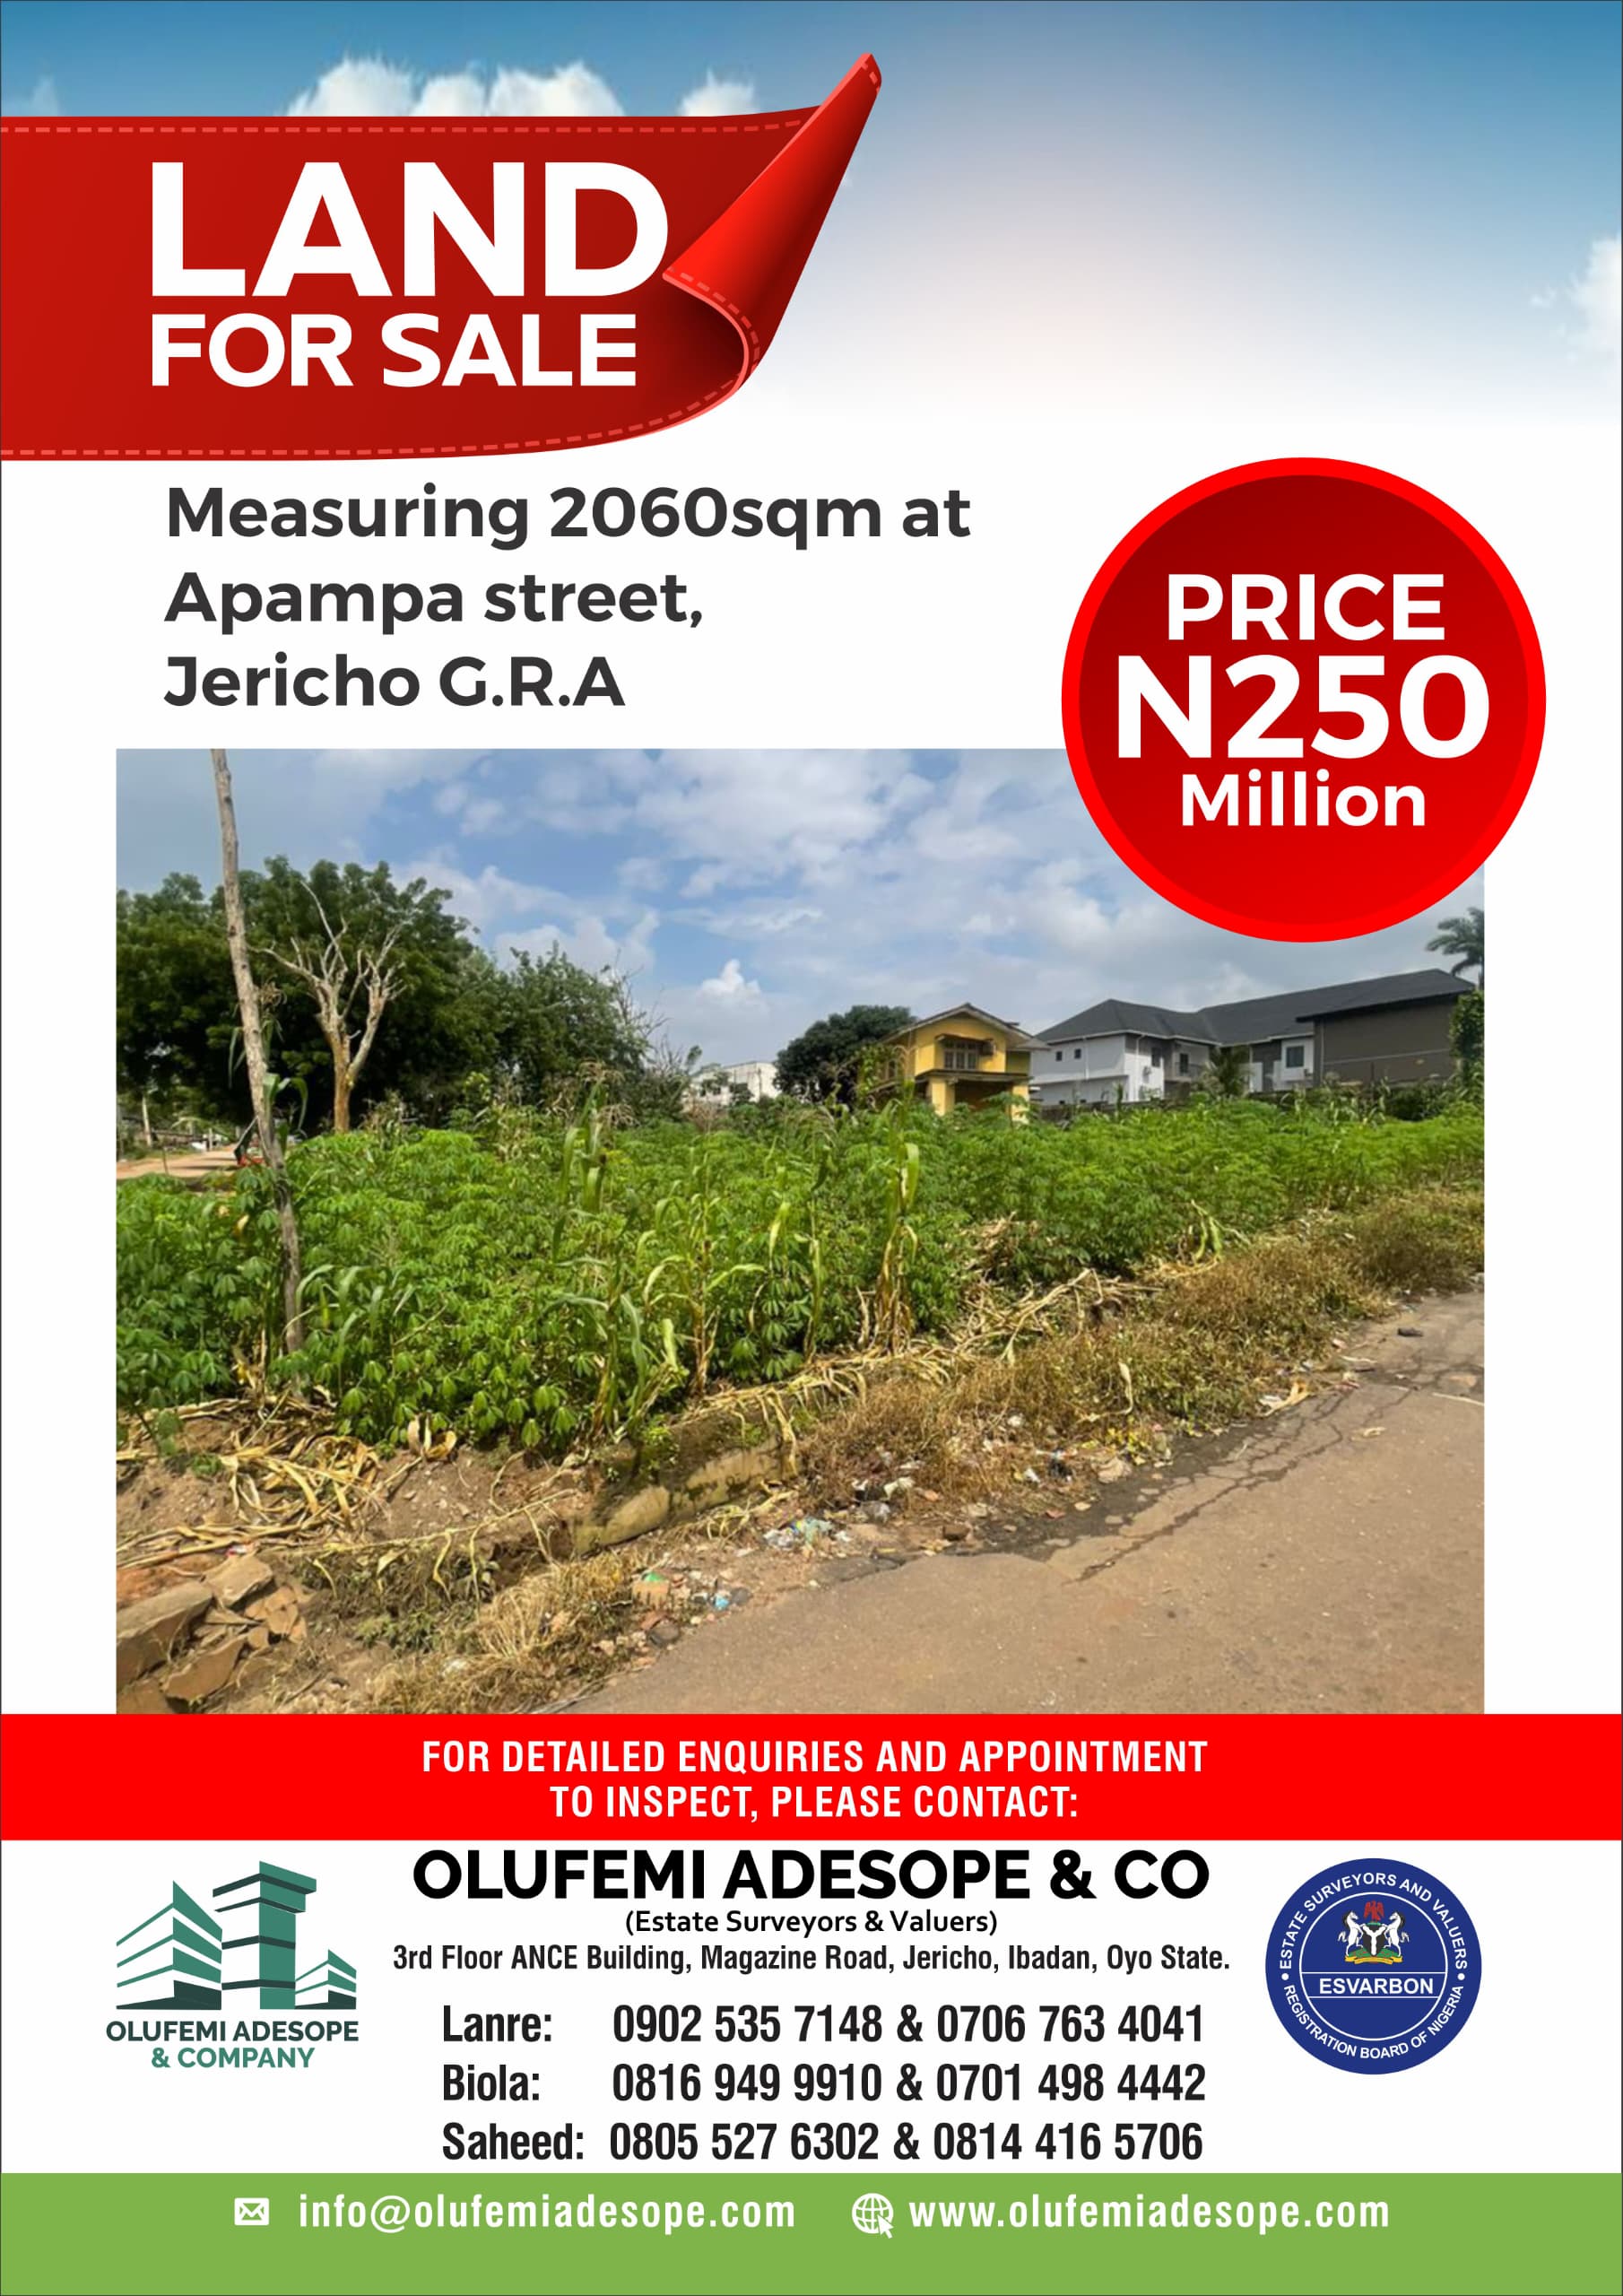 LAND
FOR SALE
Measuring 2060sqm at
Apampa street,
Jericho G.R.A
PRICE
N250
Million
FOR DETAILED ENQUIRIES AND APPOINTMENT
TO INSPECT, PLEASE CONTACT:
OLUFEMI ADESOPE & CO
(Estate Surveyors & Valuers)
3rd Floor ANCE Building, Magazine Road, Jericho, Ibadan, Oyo State.
Lanre: 0902 535 7148 & 0706 763 4041
Biola: 0816 949 9910 & 0701 498 4442
Saheed: 0805 527 6302 & 0814 416 5706
OLUFEMI ADESOPE
& COMPANY
ESTATE SURVEYORS AND VALUERS
ESVARBON
REGISTRATION BOARD OF NIGERIA
info@olufemiadesope.com
www.olufemiadesope.com